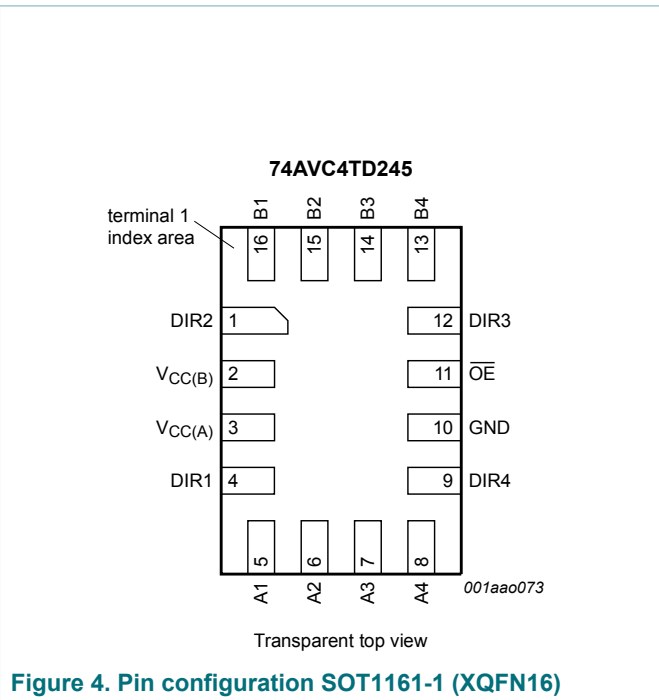 74AVC4TD245
terminal 1
index area
B1 B2 B3 B4
16 15 14 13
DIR2 1 12 DIR3
VCC(B) 2 11 O̅E̅
VCC(A) 3 10 GND
DIR1 4 9 DIR4
5 6 7 8
A1 A2 A3 A4
001aao073
Transparent top view
Figure 4. Pin configuration SOT1161-1 (XQFN16)